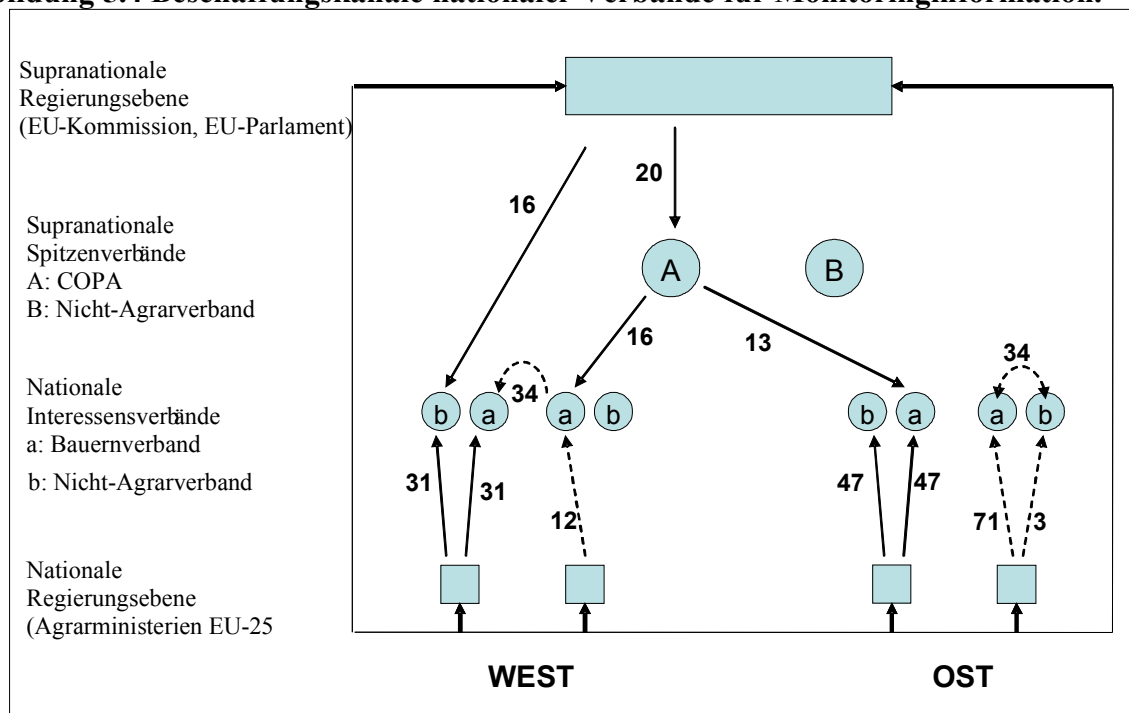 Beschaffungskanäle nationaler Verbände für Monitoringinformation.
Supranationale
Regierungsebene
(EU-Kommission, EU-Parlament)
20
16
Supranationale
Spitzenverbände
A: COPA
B: Nicht-Agrarverband
A
B
16
13
34
34
Nationale
Interessensverbände
a: Bauernverband
b: Nicht-Agrarverband
b a a b b a a b
31 31 12 47 47 71 3
Nationale
Regierungsebene
(Agrarministerien EU-25
WEST OST